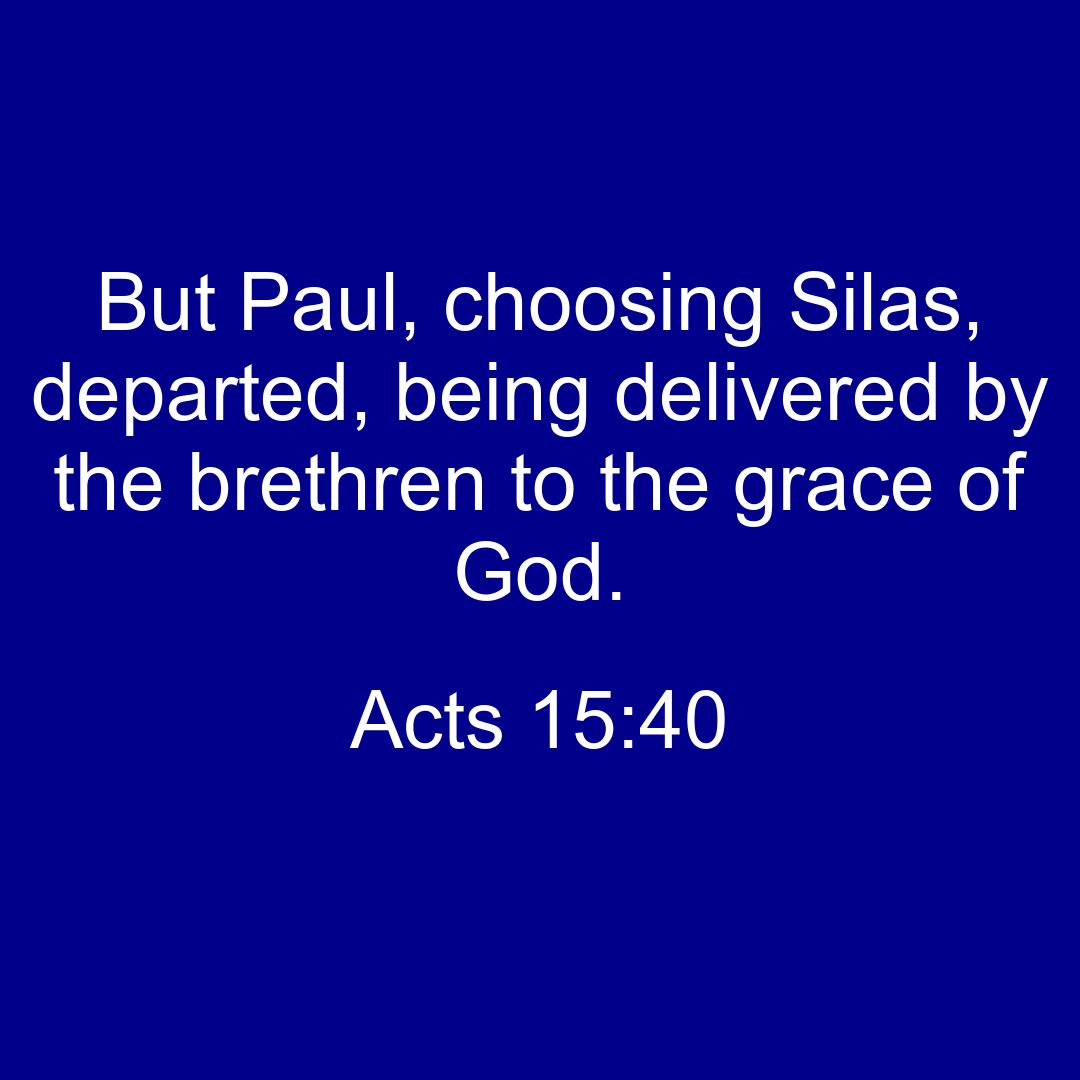 But Paul, choosing Silas,
departed, being delivered by
the brethren to the grace of
God.
Acts 15:40